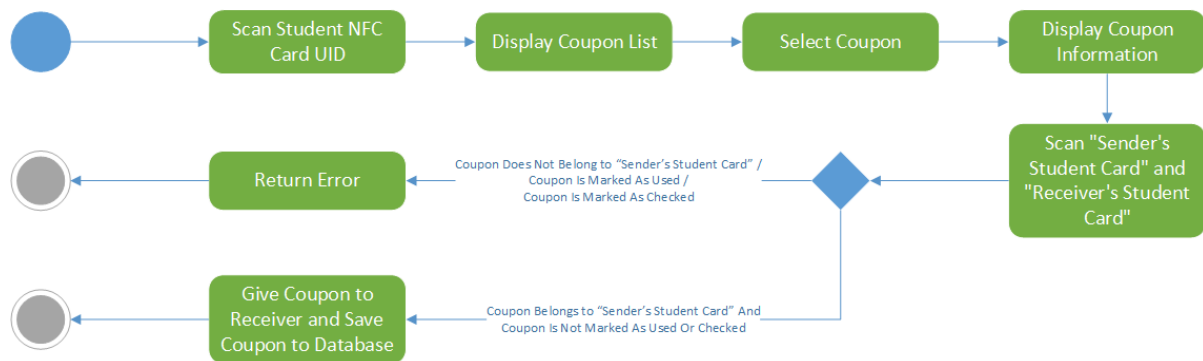 Scan Student NFC
Card UID
Display Coupon List
Select Coupon
Display Coupon
Information
Scan "Sender's
Student Card" and
"Receiver's Student
Card"
Coupon Does Not Belong to “Sender’s Student Card” /
Coupon Is Marked As Used /
Coupon Is Marked As Checked
Return Error
Coupon Belongs to “Sender’s Student Card” And
Coupon Is Not Marked As Used Or Checked
Give Coupon to
Receiver and Save
Coupon to Database